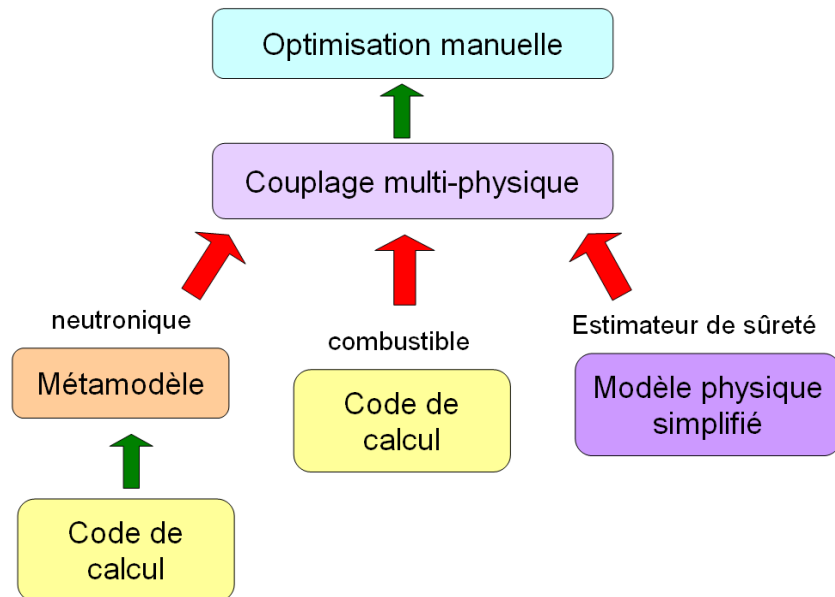 Optimisation manuelle
Couplage multi-physique
neutronique
combustible
Estimateur de sûreté
Métamodèle
Code de
calcul
Modèle physique
simplifié
Code de
calcul